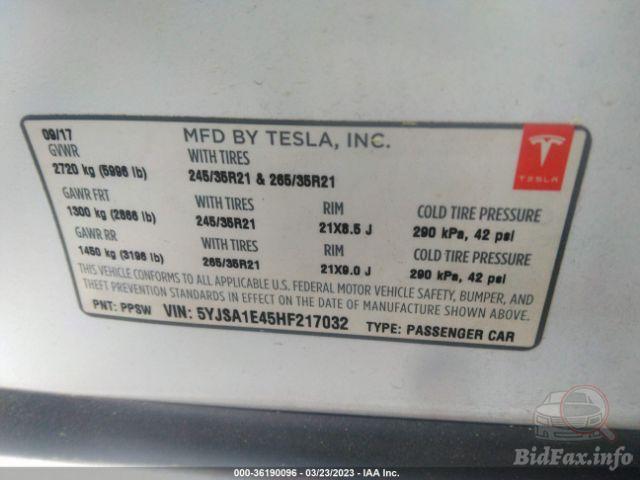 09/17
MFD BY TESLA, INC.
GVWR
WITH TIRES
2720 kg (5996 lb)
245/35R21 & 265/35R21
TESLA
GAWR FRT
WITH TIRES
RIM
COLD TIRE PRESSURE
1300 kg (2866 lb)
245/35R21
21X8.5 J
290 kPa, 42 psi
GAWR RR
WITH TIRES
RIM
COLD TIRE PRESSURE
1450 kg (3196 lb)
265/35R21
21X9.0 J
290 kPa, 42 psi
THIS VEHICLE CONFORMS TO ALL APPLICABLE U.S. FEDERAL MOTOR VEHICLE SAFETY, BUMPER, AND
THEFT PREVENTION STANDARDS IN EFFECT ON THE DATE OF MANUFACTURE SHOWN ABOVE.
PNT: PPSW VIN: 5YJSA1E45HF217032 TYPE: PASSENGER CAR
BidFax.info
000-36190096 - 03/23/2023 - IAA Inc.